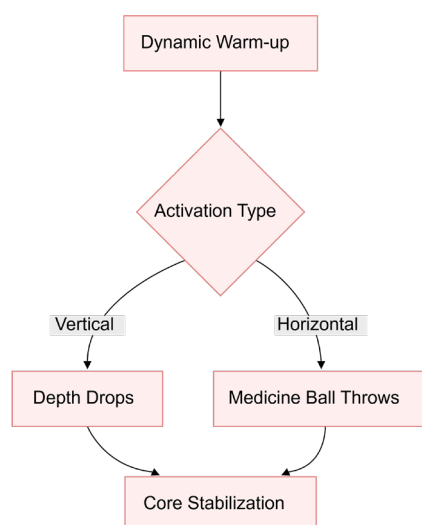 Dynamic Warm-up
Activation Type
Vertical
Horizontal
Depth Drops
Medicine Ball Throws
Core Stabilization